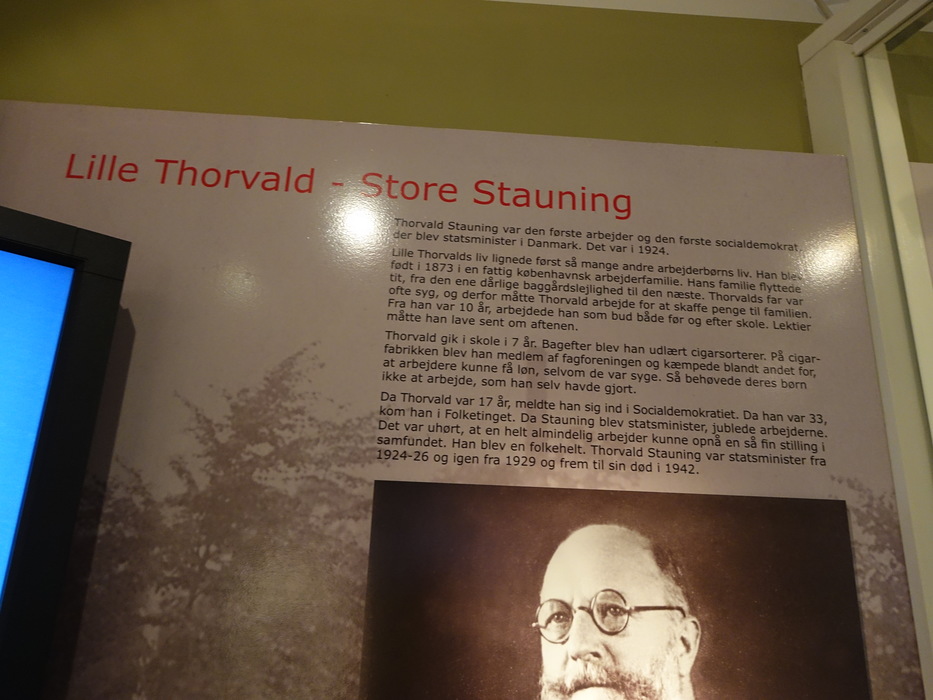 Lille Thorvald - Store Stauning
Thorvald Stauning var den første arbejder og den første socialdemokrat,
der blev statsminister i Danmark. Det var i 1924.
Lille Thorvalds liv lignede først så mange andre arbejderbørns liv. Han blev
født i 1873 i en fattig københavnsk arbejderfamilie. Hans familie flyttede
tit, fra den ene dårlige baggårdslejlighed til den næste. Thorvalds far var
ofte syg, og derfor måtte Thorvald arbejde for at skaffe penge til familien.
Fra han var 10 år, arbejdede han som bud både før og efter skole. Lektier
måtte han lave sent om aftenen.
Thorvald gik i skole i 7 år. Bagefter blev han udlært cigarsorterer. På cigar-
fabrikken blev han medlem af fagforeningen og kæmpede blandt andet for,
at arbejdere kunne få løn, selvom de var syge. Så behøvede deres børn
ikke at arbejde, som han selv havde gjort.
Da Thorvald var 17 år, meldte han sig ind i Socialdemokratiet. Da han var 33,
kom han i Folketinget. Da Stauning blev statsminister, jublede arbejderne.
Det var uhørt, at en helt almindelig arbejder kunne opnå en så fin stilling i
samfundet. Han blev en folkehelt. Thorvald Stauning var statsminister fra
1924-26 og igen fra 1929 og frem til sin død i 1942.